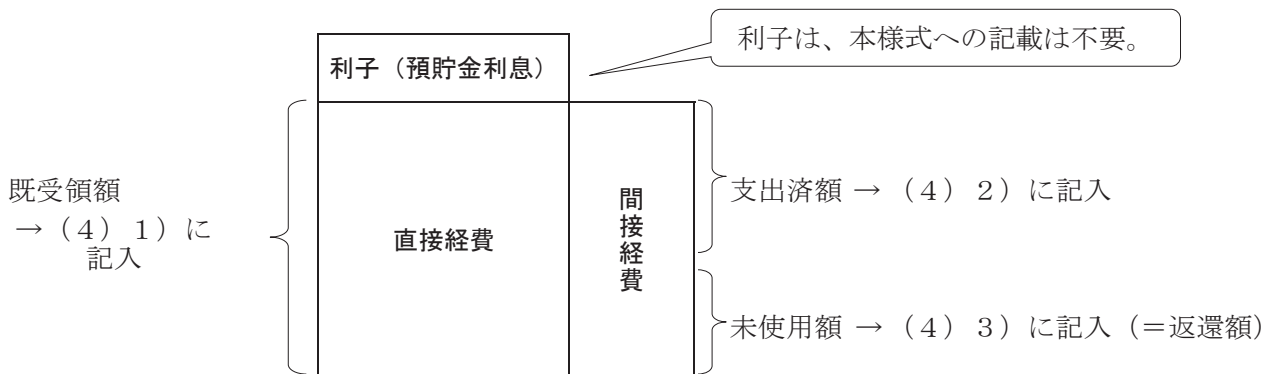 利子は、本様式への記載は不要。
利子（預貯金利息）
既受領額
→（４）１）に
記入
直接経費
間接経費
支出済額 → （４）２）に記入
未使用額 → （４）３）に記入（＝返還額）